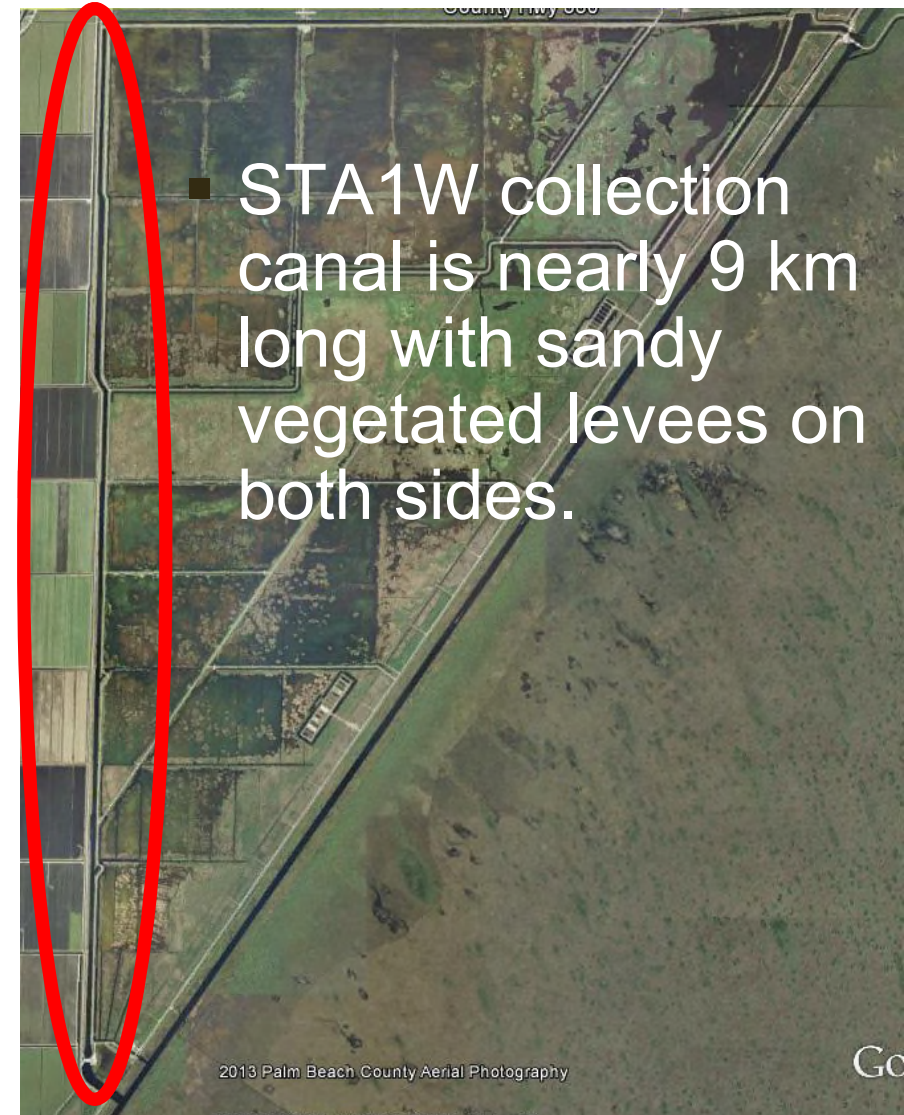 STA1W collection
canal is nearly 9 km
long with sandy
vegetated levees on
both sides.
2013 Palm Beach County Aerial Photography
Go